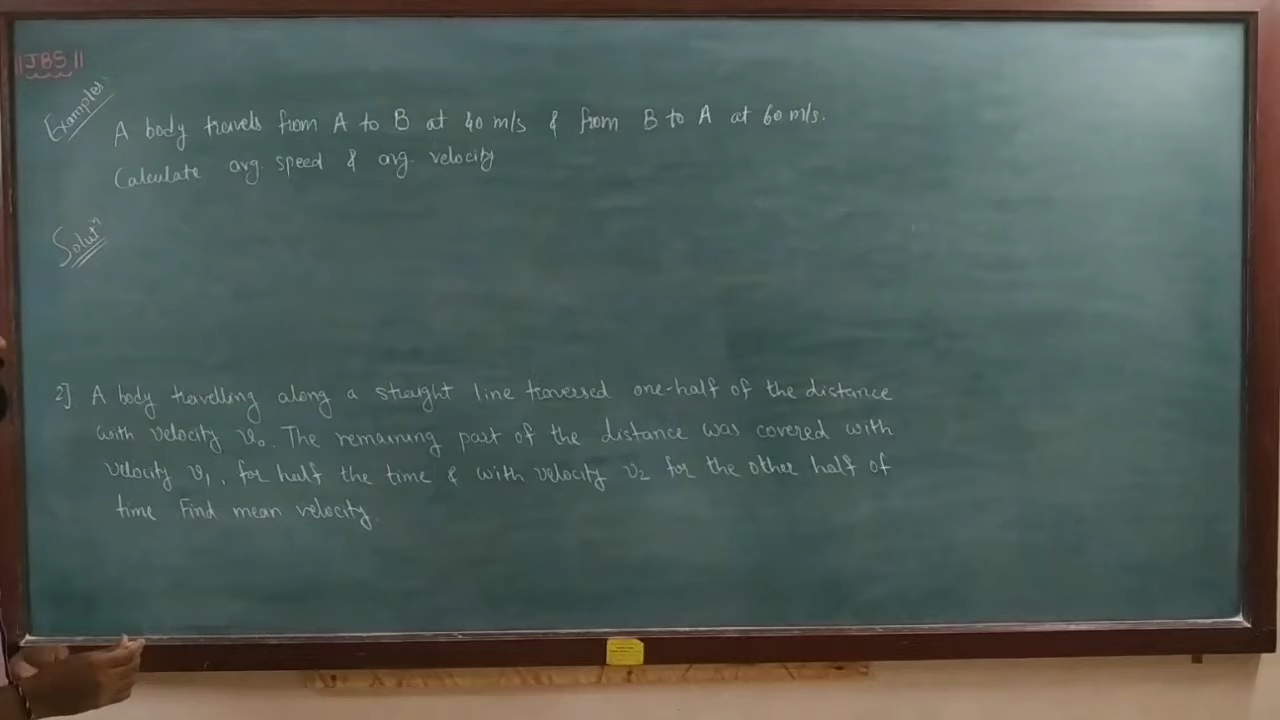 ||JBS||
Examples
A body travels from A to B at 40 m/s & from B to A at 60 m/s.
Calculate avg. speed & avg. velocity
Solutⁿ
2] A body travelling along a straight line traversed one-half of the distance
with velocity v₀. The remaining part of the distance was covered with
velocity v₁, for half the time & with velocity v₂ for the other half of
time Find mean velocity.